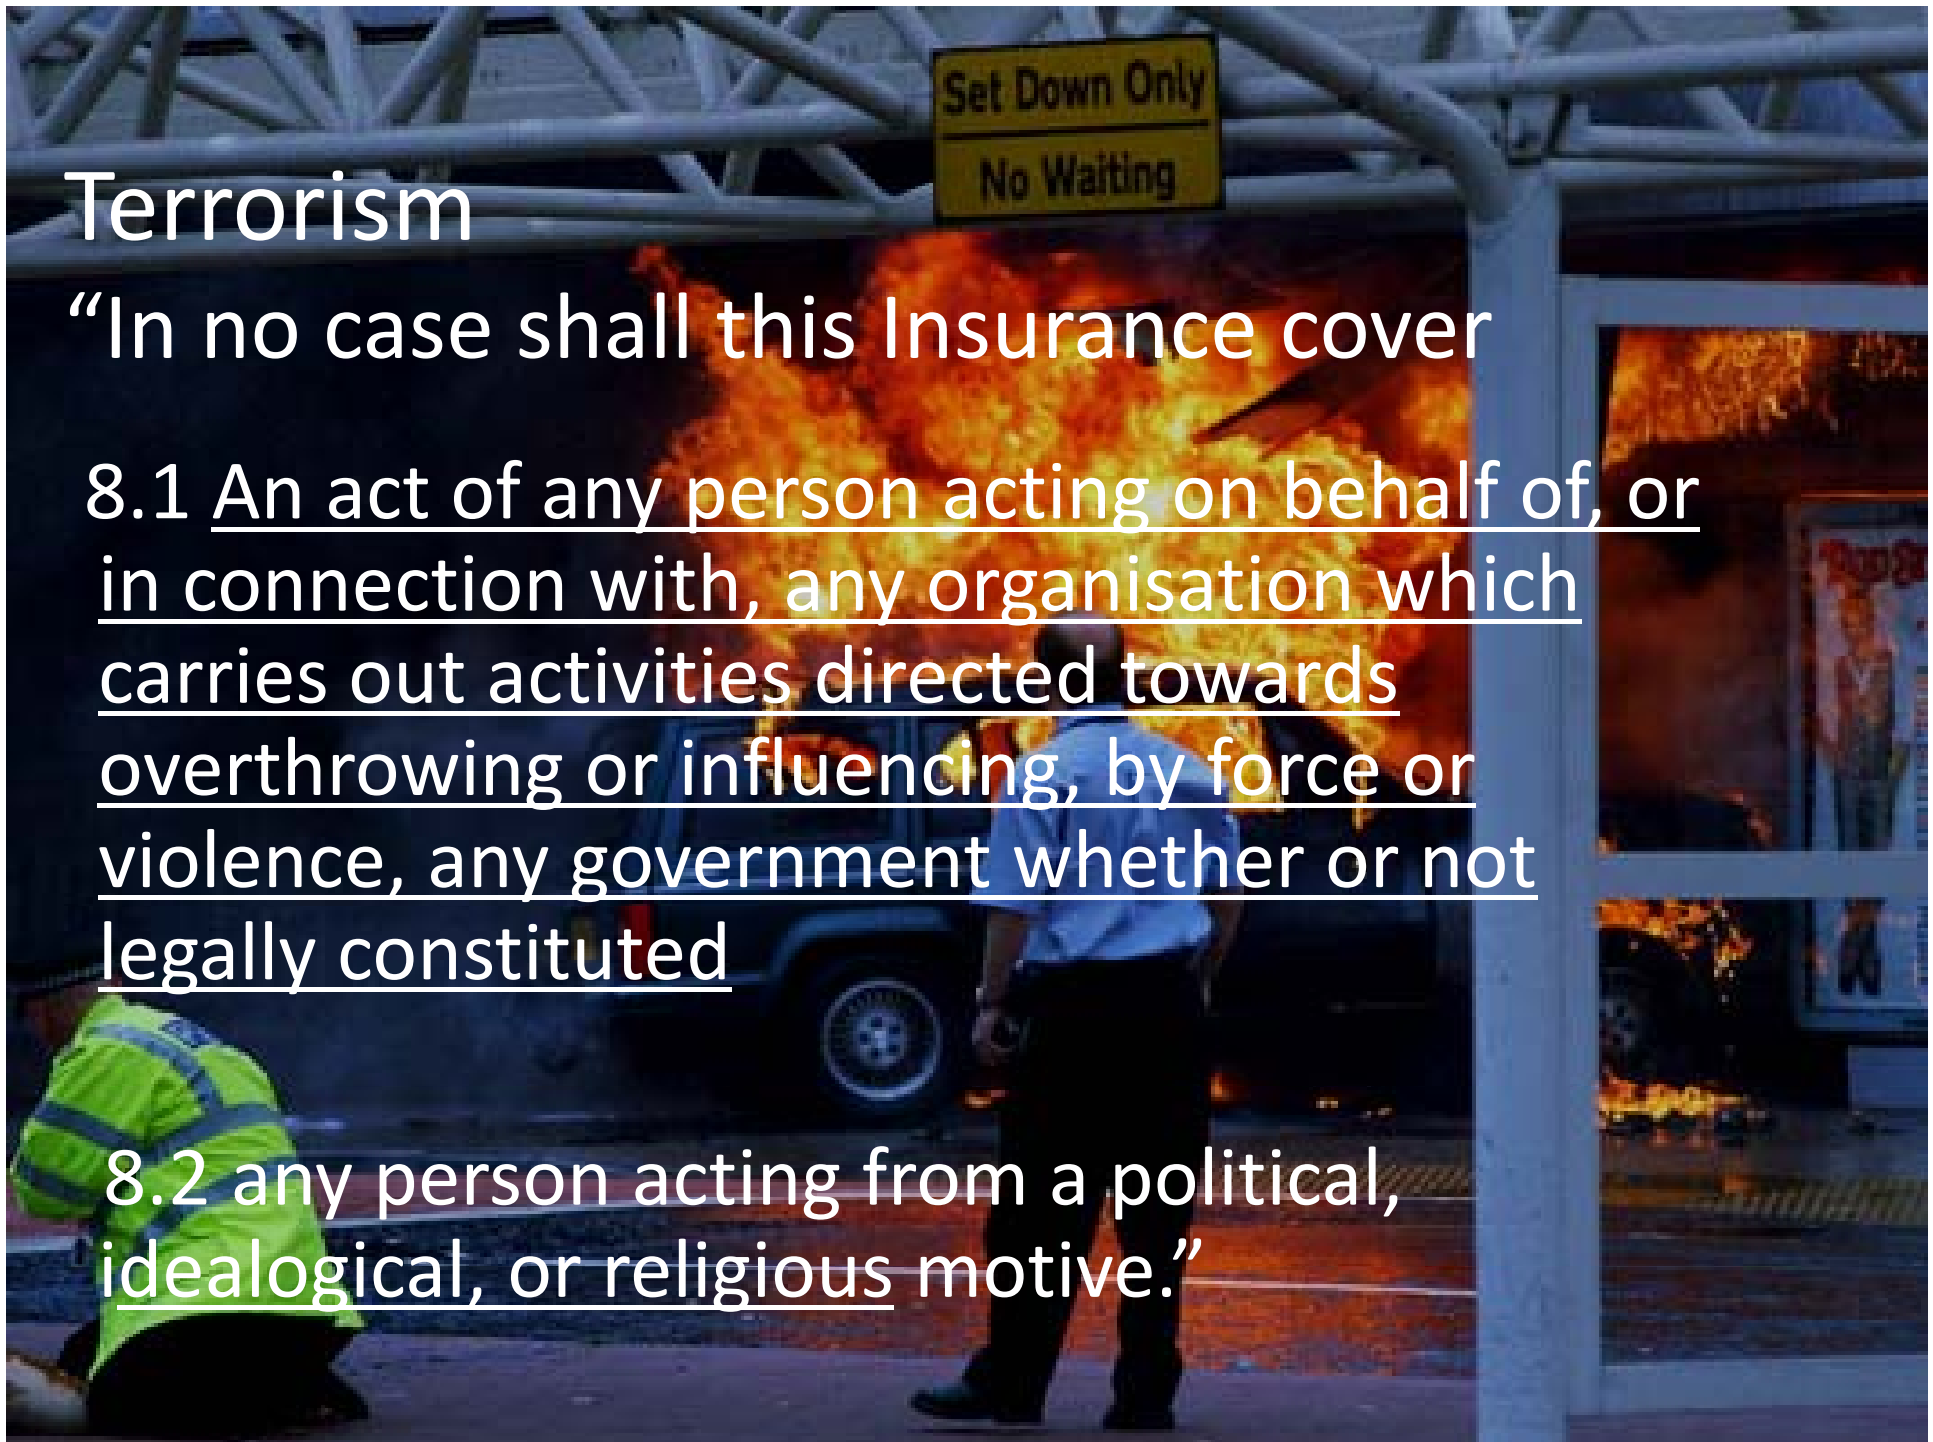 Set Down Only
No Waiting
Terrorism
“In no case shall this Insurance cover
8.1 An act of any person acting on behalf of, or
in connection with, any organisation which
carries out activities directed towards
overthrowing or influencing, by force or
violence, any government whether or not
legally constituted
8.2 any person acting from a political,
idealogical, or religious motive.”